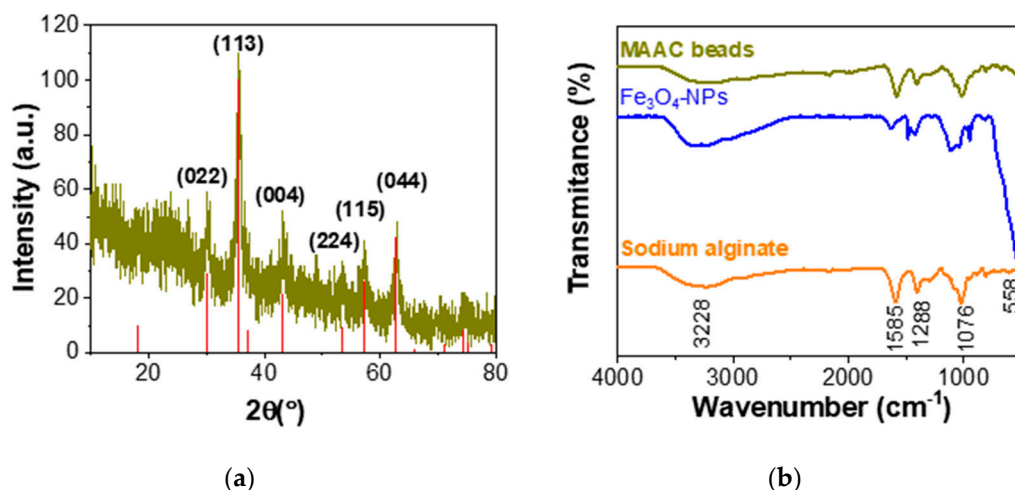 120
100
80
60
40
20
0
Intensity (a.u.)
(113)
(022)
(004)
(224)
(115)
(044)
20
40
60
80
2θ(°)
(a)
Transmitance (%)
MAAC beads
Fe₃O₄-NPs
Sodium alginate
3228
1585
1288
1076
558
4000
3000
2000
1000
Wavenumber (cm⁻¹)
(b)